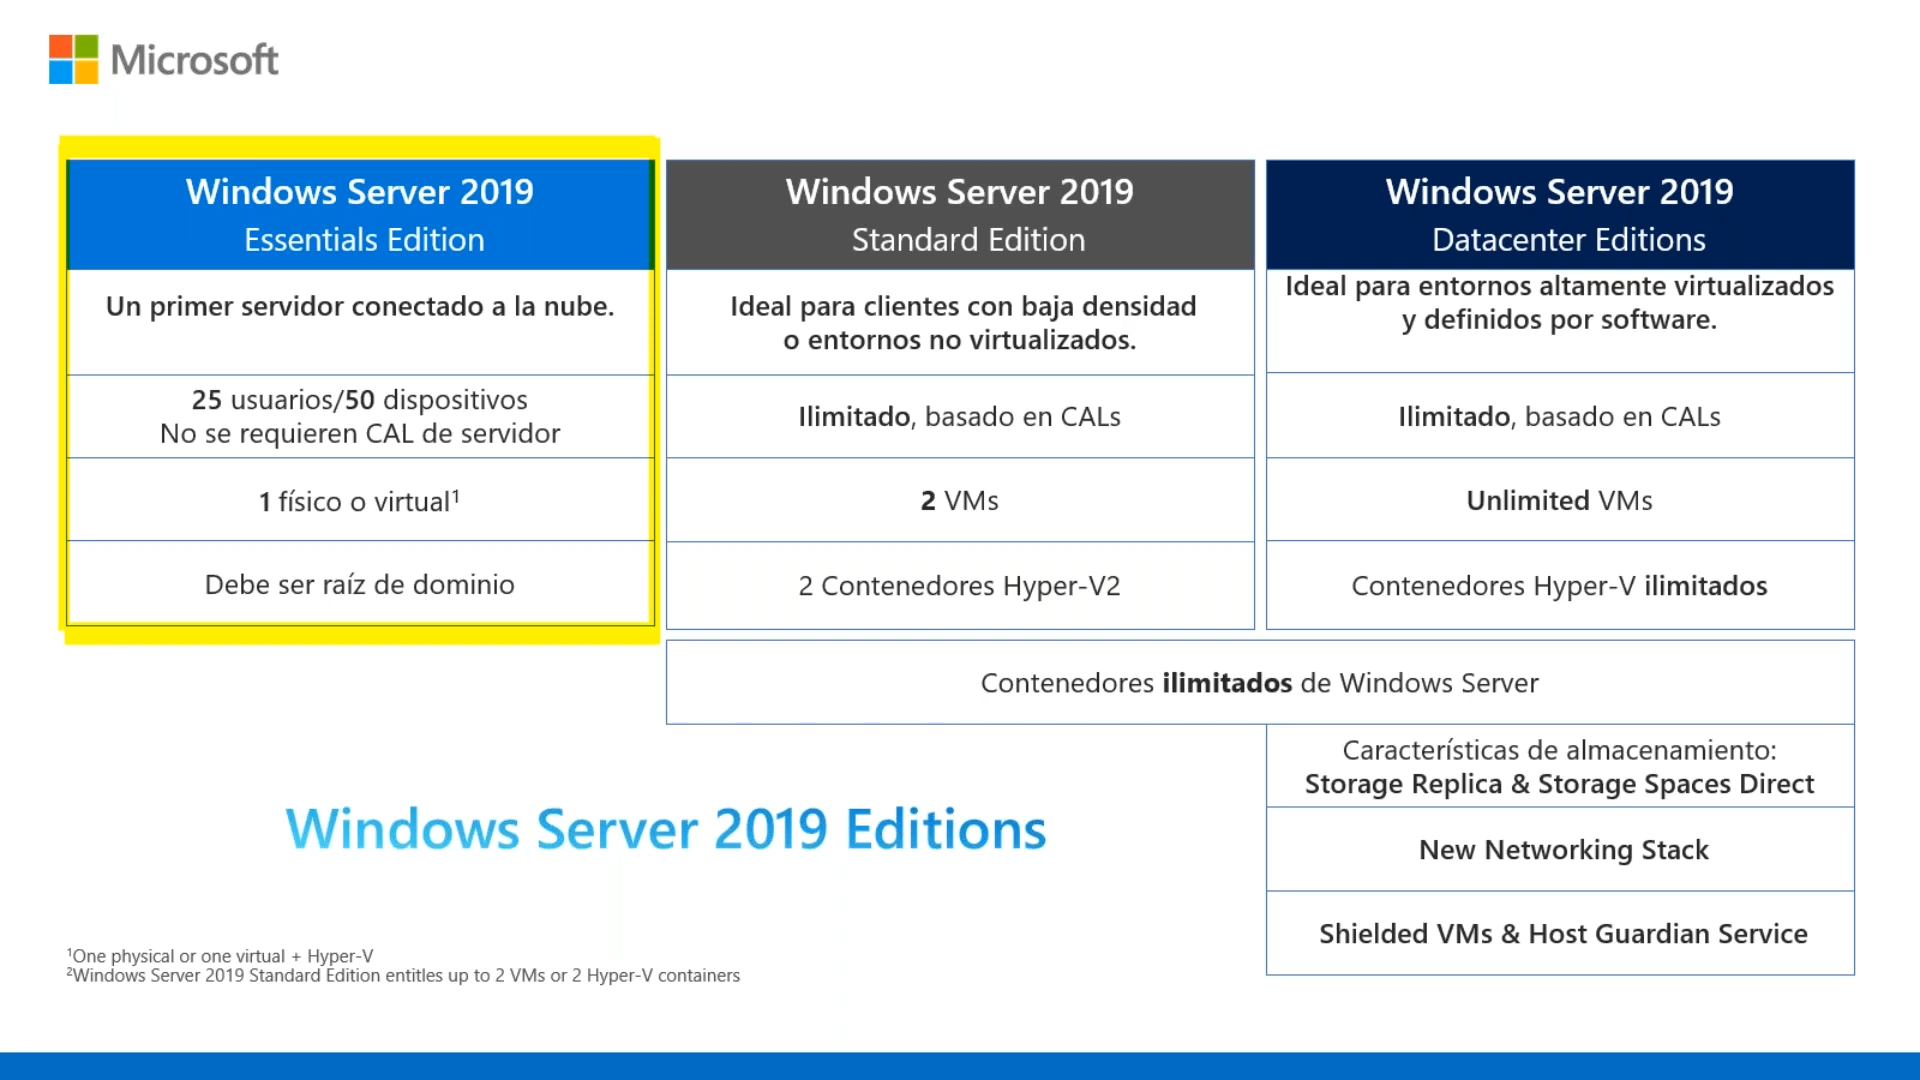 Microsoft
Windows Server 2019
Essentials Edition
Un primer servidor conectado a la nube.
25 usuarios/50 dispositivos
No se requieren CAL de servidor
1 físico o virtual¹
Debe ser raíz de dominio
Windows Server 2019
Standard Edition
Ideal para clientes con baja densidad
o entornos no virtualizados.
Ilimitado, basado en CALs
2 VMs
2 Contenedores Hyper-V2
Windows Server 2019
Datacenter Editions
Ideal para entornos altamente virtualizados
y definidos por software.
Ilimitado, basado en CALs
Unlimited VMs
Contenedores Hyper-V ilimitados
Contenedores ilimitados de Windows Server
Características de almacenamiento:
Storage Replica & Storage Spaces Direct
New Networking Stack
Shielded VMs & Host Guardian Service
Windows Server 2019 Editions
¹One physical or one virtual + Hyper-V
²Windows Server 2019 Standard Edition entitles up to 2 VMs or 2 Hyper-V containers